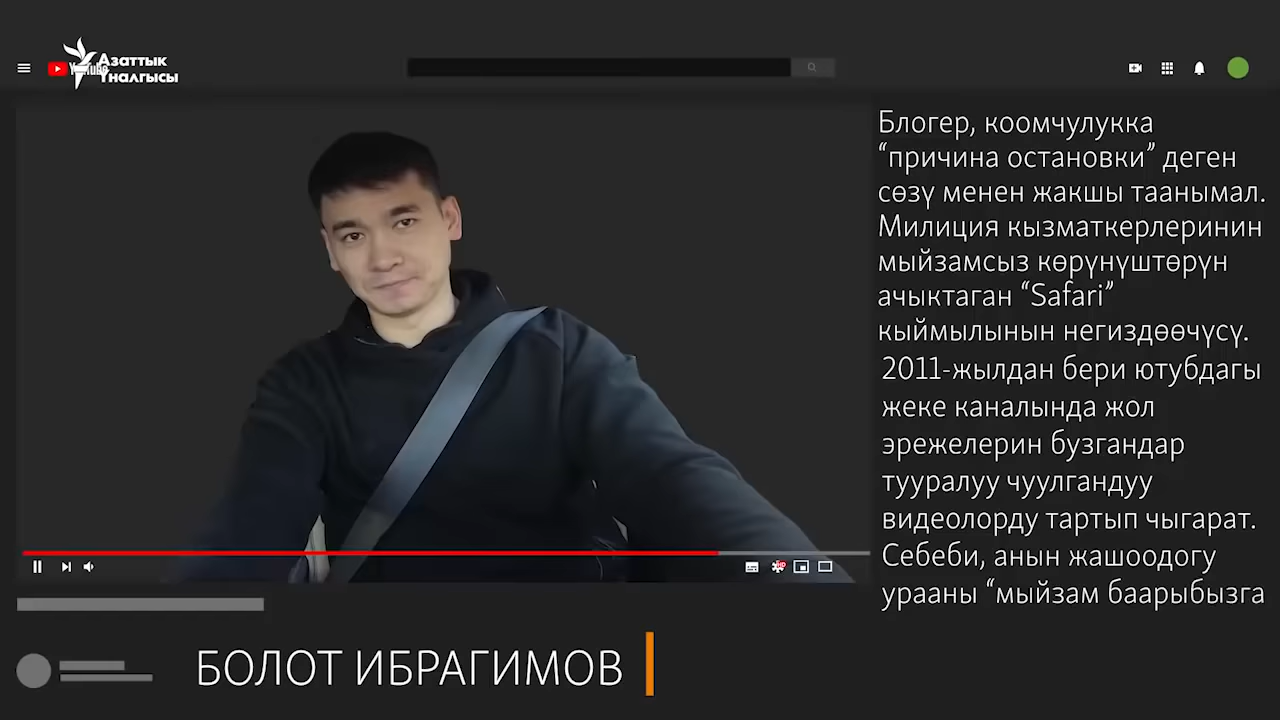 Азаттык
Үналгысы
YouTube
Блогер, коомчулукка
“причина остановки” деген
сөзү менен жакшы таанымал.
Милиция кызматкерлеринин
мыйзамсыз көрүнүштөрүн
ачыктаган “Safari”
кыймылынын негиздөөчүсү.
2011-жылдан бери ютубдагы
жеке каналында жол
эрежелерин бузгандар
тууралуу чуулгандуу
видеолорду тартып чыгарат.
Себеби, анын жашоодогу
урааны “мыйзам баарыбызга
БОЛОТ ИБРАГИМОВ